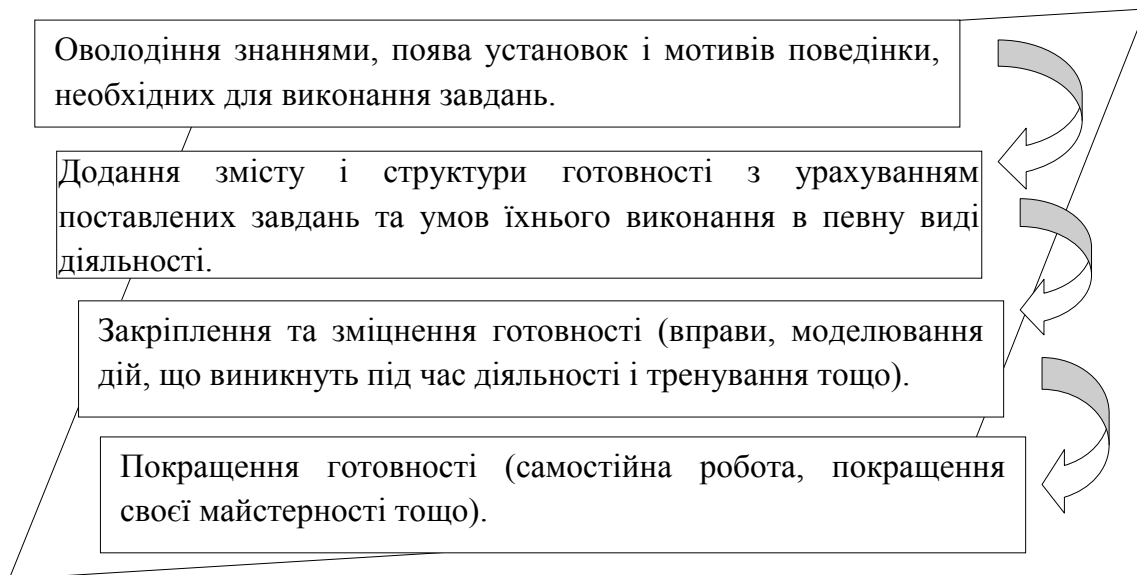 Оволодіння знаннями, поява установок і мотивів поведінки,
необхідних для виконання завдань.
Додання змісту і структури готовності з урахуванням
поставлених завдань та умов їхнього виконання в певну виді
діяльності.
Закріплення та зміцнення готовності (вправи, моделювання
дій, що виникнуть під час діяльності і тренування тощо).
Покращення готовності (самостійна робота, покращення
своєї майстерності тощо).